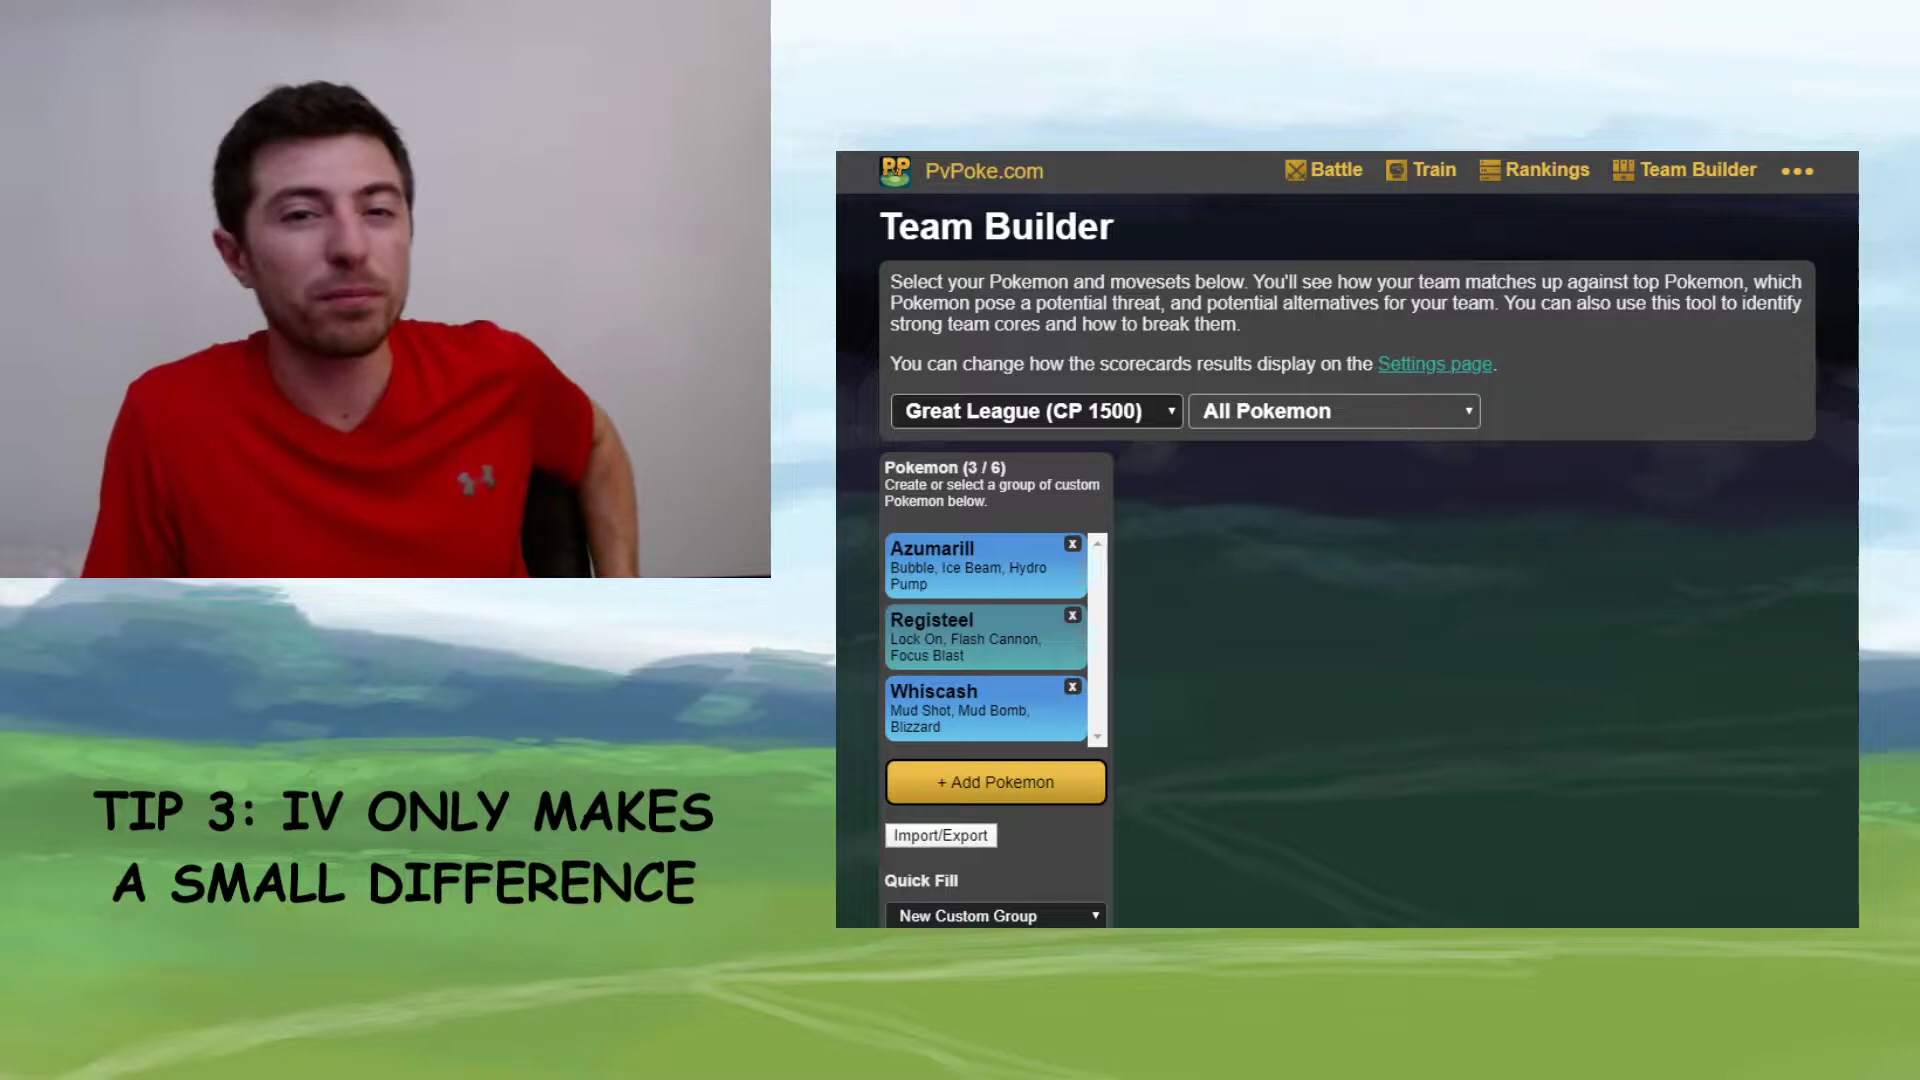 PvPoke.com
Battle
Train
Rankings
Team Builder
Team Builder
Select your Pokemon and movesets below. You'll see how your team matches up against top Pokemon, which
Pokemon pose a potential threat, and potential alternatives for your team. You can also use this tool to identify
strong team cores and how to break them.
You can change how the scorecards results display on the Settings page.
Great League (CP 1500)
All Pokemon
Pokemon (3 / 6)
Create or select a group of custom
Pokemon below.
Azumarill
x
Bubble, Ice Beam, Hydro
Pump
Registeel
x
Lock On, Flash Cannon,
Focus Blast
Whiscash
x
Mud Shot, Mud Bomb,
Blizzard
+ Add Pokemon
Import/Export
Quick Fill
New Custom Group
TIP 3: IV ONLY MAKES
A SMALL DIFFERENCE